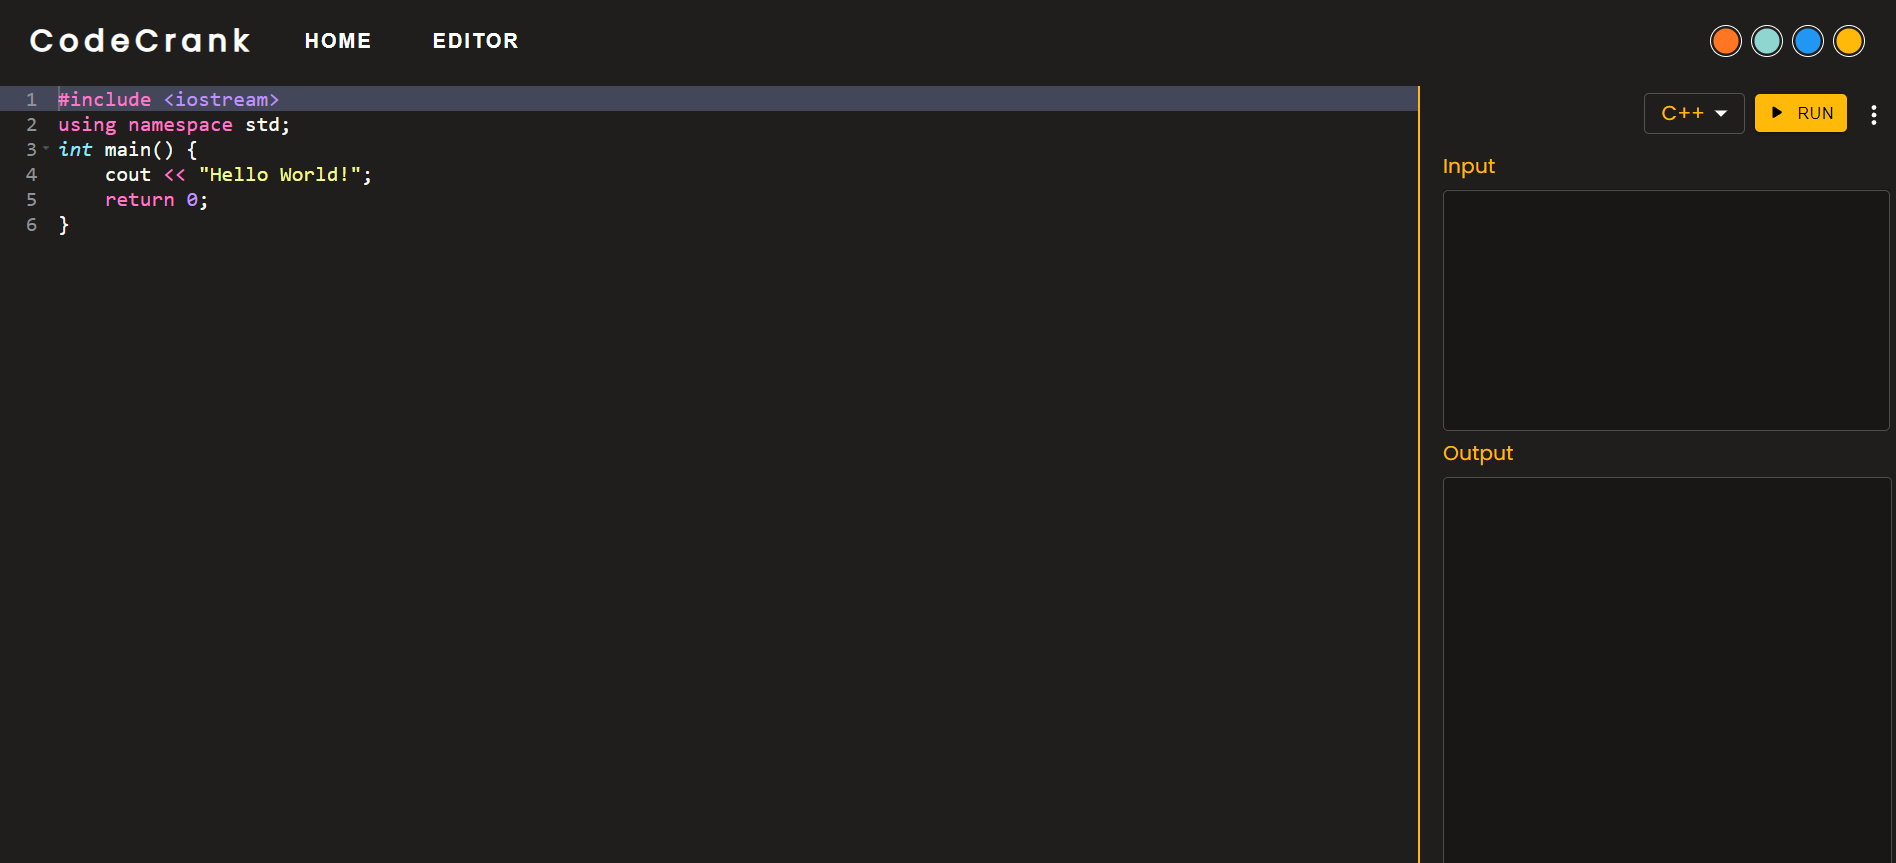 CodeCrank HOME EDITOR
1 #include <iostream>
2 using namespace std;
3 int main() {
4     cout << "Hello World!";
5     return 0;
6 }
C++ RUN
Input
Output